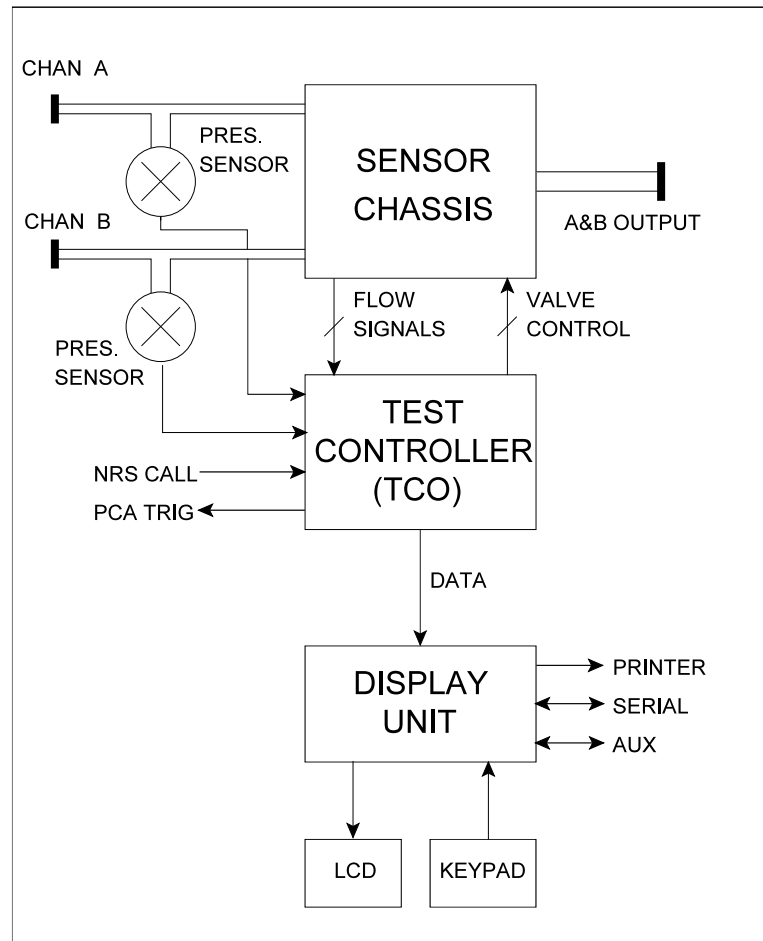 CHAN A
PRES.
SENSOR
SENSOR
CHASSIS
A&B OUTPUT
CHAN B
FLOW
SIGNALS
VALVE
CONTROL
PRES.
SENSOR
TEST
CONTROLLER
(TCO)
NRS CALL
PCA TRIG
DATA
DISPLAY
UNIT
PRINTER
SERIAL
AUX
LCD
KEYPAD